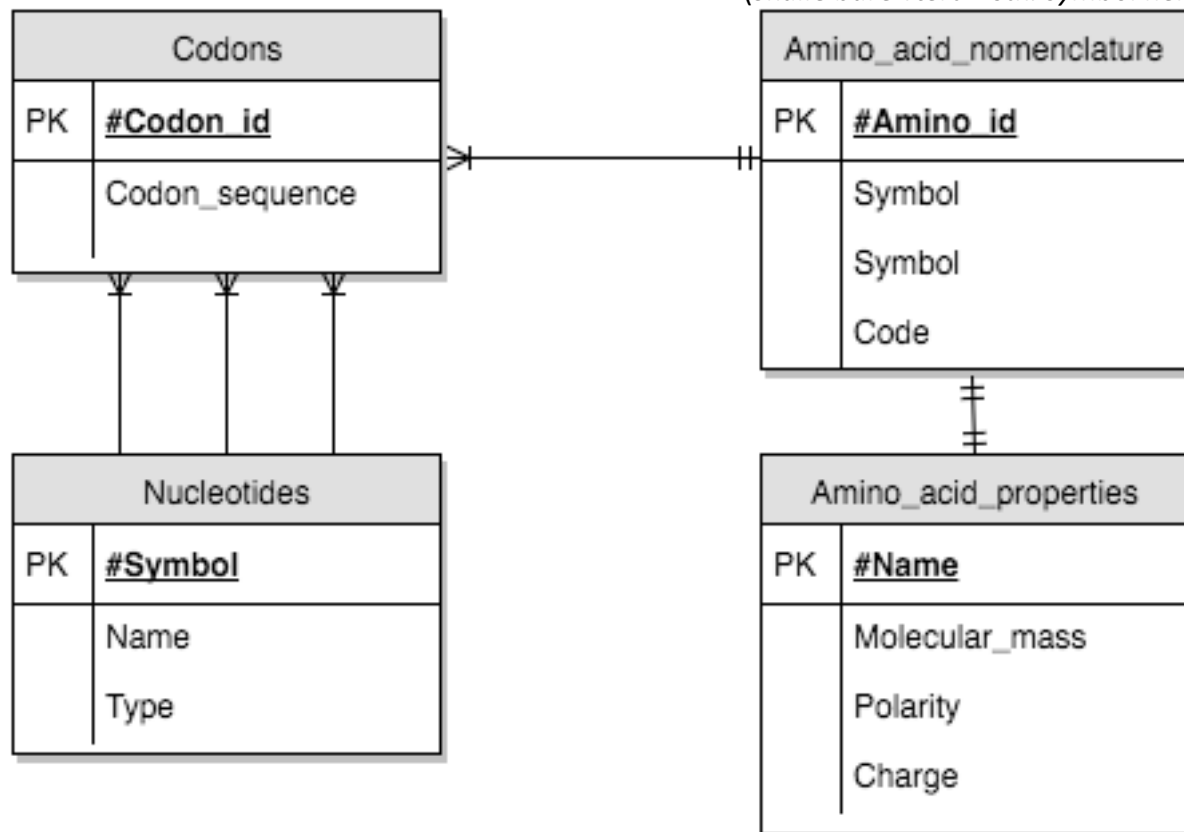 Codons
PK #Codon_id
Codon_sequence
Amino_acid_nomenclature
PK #Amino_id
Symbol
Symbol
Code
Nucleotides
PK #Symbol
Name
Type
Amino_acid_properties
PK #Name
Molecular_mass
Polarity
Charge